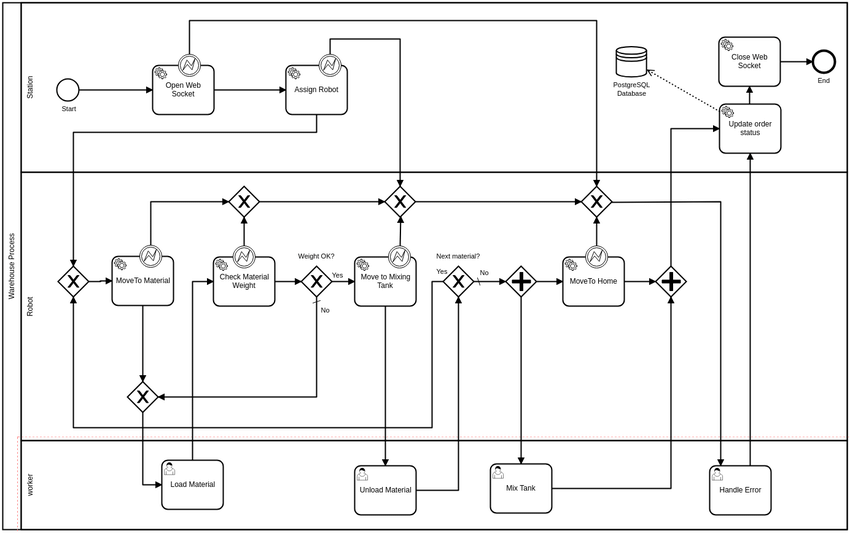 Warehouse Process
Station
Start
Open Web
Socket
Assign Robot
PostgreSQL
Database
Close Web
Socket
End
Update order
status
Robot
MoveTo Material
Check Material
Weight
Weight OK?
Yes
No
Move to Mixing
Tank
Next material?
Yes
No
MoveTo Home
worker
Load Material
Unload Material
Mix Tank
Handle Error